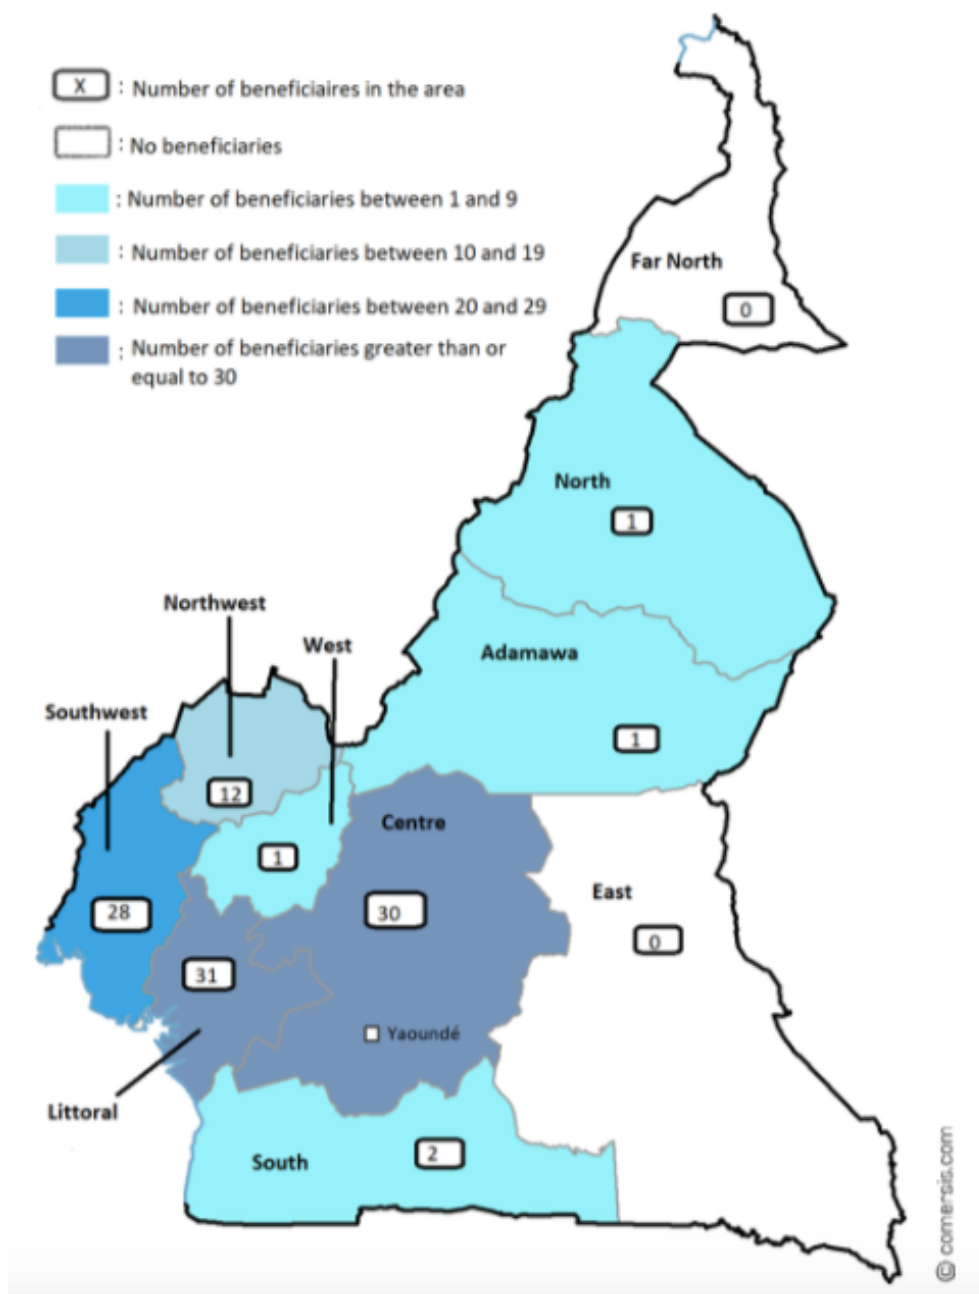 X : Number of beneficiaires in the area
: No beneficiaries
: Number of beneficiaries between 1 and 9
: Number of beneficiaries between 10 and 19
: Number of beneficiaries between 20 and 29
: Number of beneficiaries greater than or
equal to 30
Far North
0
North
1
Northwest
West
Adamawa
Southwest
1
12
Centre
1
East
28
30
0
31
Yaoundé
Littoral
2
South
© comersis.com